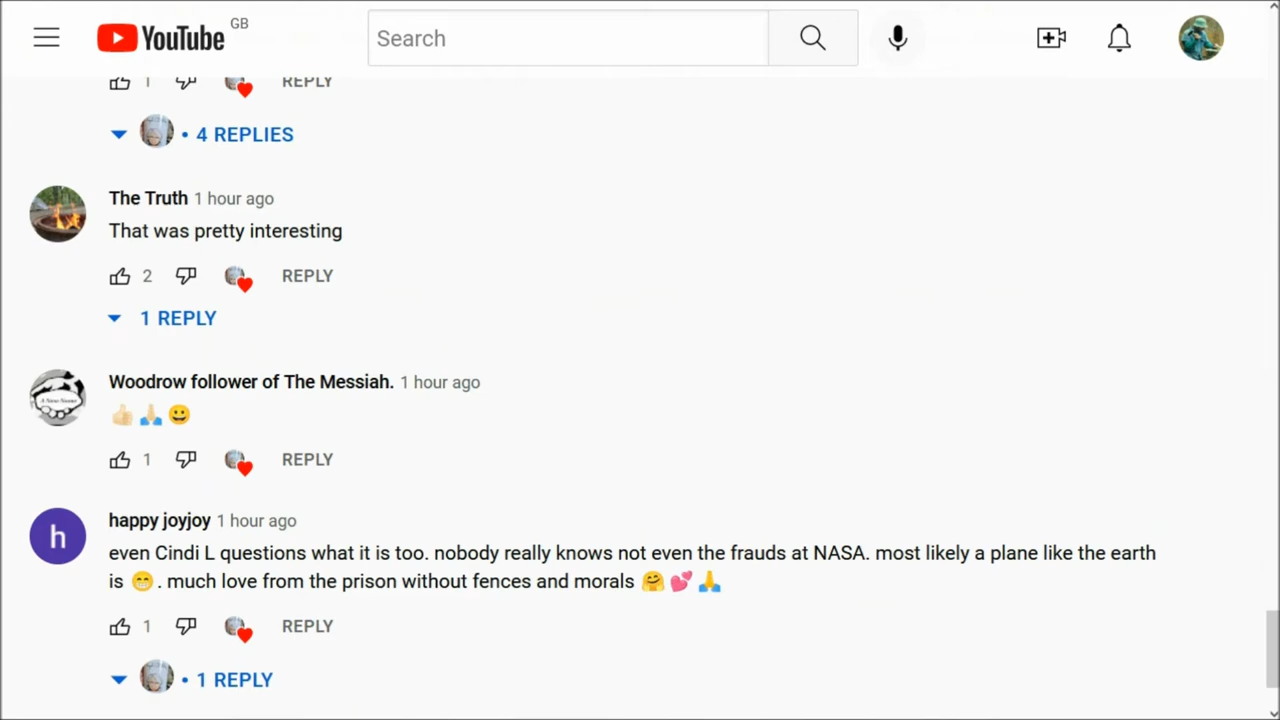 YouTube GB
Search
1 REPLY
4 REPLIES
The Truth 1 hour ago
That was pretty interesting
2 REPLY
1 REPLY
Woodrow follower of The Messiah. 1 hour ago
👍🏻🙏🏻😀
1 REPLY
h
happy joyjoy 1 hour ago
even Cindi L questions what it is too. nobody really knows not even the frauds at NASA. most likely a plane like the earth
is 😁. much love from the prison without fences and morals 🤗💕🙏
1 REPLY
1 REPLY